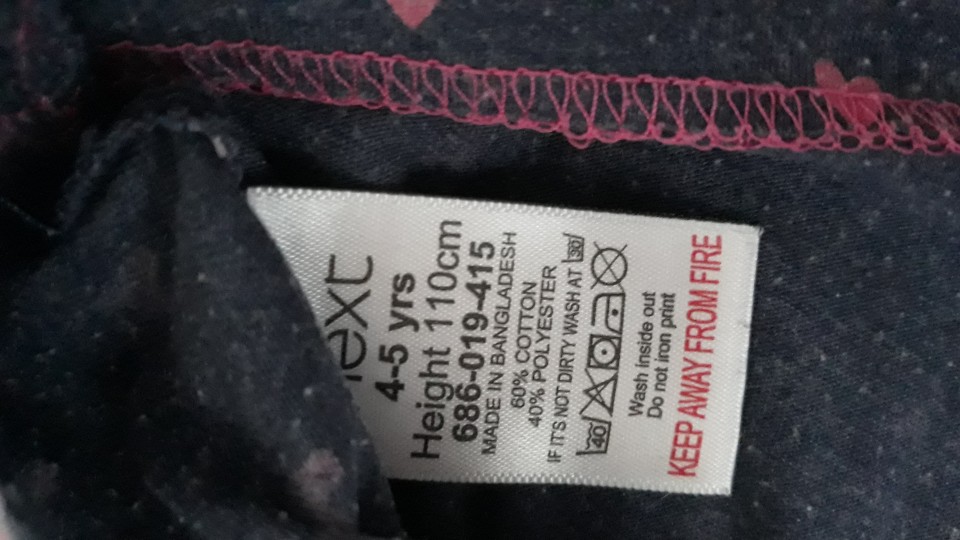 next
4-5 yrs
Height 110cm
686-019-415
MADE IN BANGLADESH
60% COTTON
40% POLYESTER
IF IT'S NOT DIRTY WASH AT 30
40
Wash inside out
Do not iron print
KEEP AWAY FROM FIRE